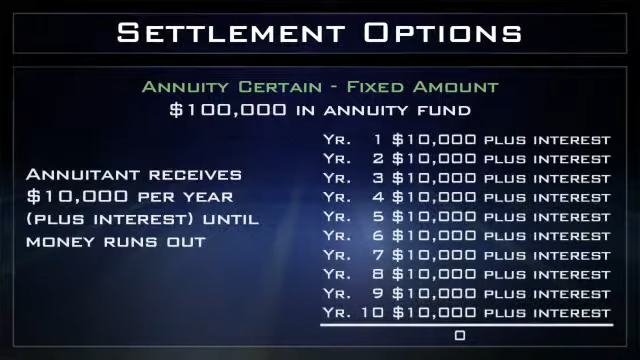 Settlement Options
Annuity Certain - Fixed Amount
$100,000 in annuity fund
Annuitant receives
$10,000 per year
(plus interest) until
money runs out
Yr. 1 $10,000 plus interest
Yr. 2 $10,000 plus interest
Yr. 3 $10,000 plus interest
Yr. 4 $10,000 plus interest
Yr. 5 $10,000 plus interest
Yr. 6 $10,000 plus interest
Yr. 7 $10,000 plus interest
Yr. 8 $10,000 plus interest
Yr. 9 $10,000 plus interest
Yr. 10 $10,000 plus interest
0